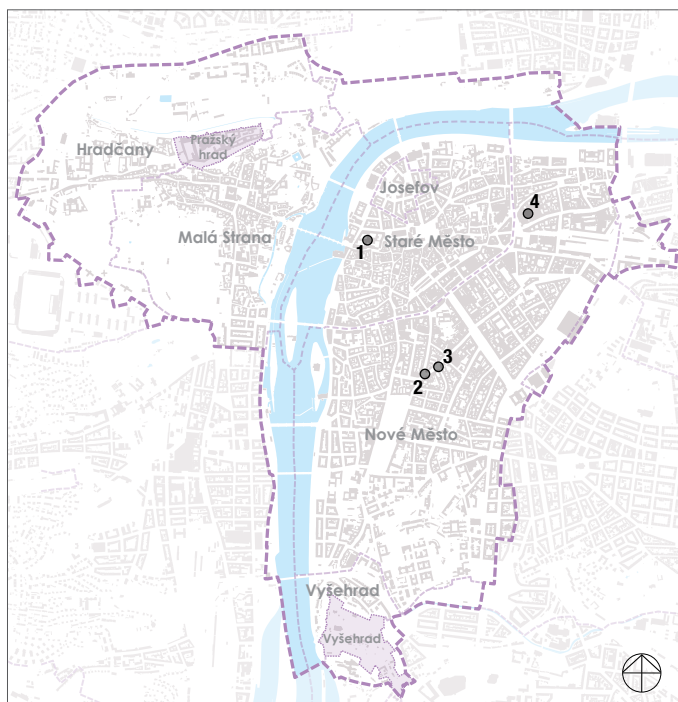 Hradčany
Pražský
hrad
Josefov
4
Malá Strana
1
Staré Město
3
2
Nové Město
Vyšehrad
Vyšehrad